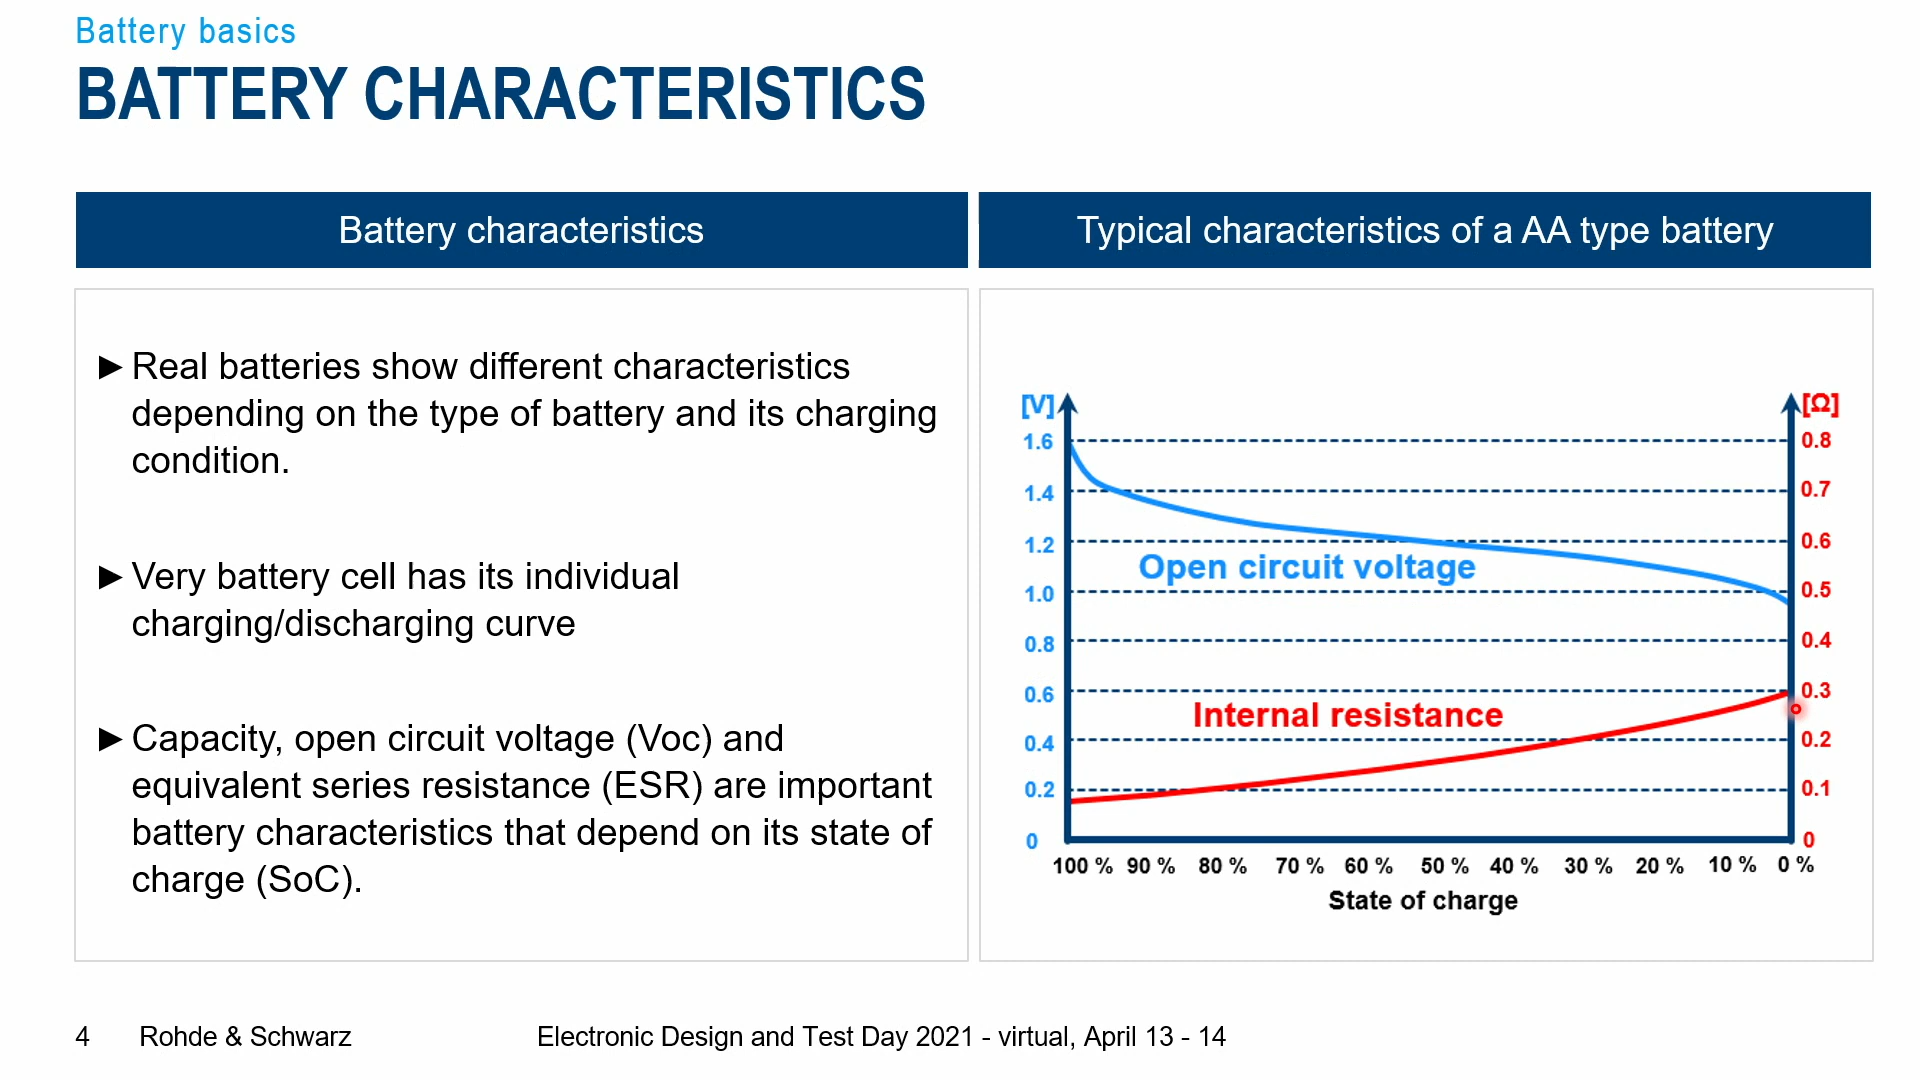 Battery basics
BATTERY CHARACTERISTICS
Battery characteristics
►Real batteries show different characteristics
depending on the type of battery and its charging
condition.
►Very battery cell has its individual
charging/discharging curve
►Capacity, open circuit voltage (Voc) and
equivalent series resistance (ESR) are important
battery characteristics that depend on its state of
charge (SoC).
Typical characteristics of a AA type battery
[V]
1.6
1.4
1.2
1.0
0.8
0.6
0.4
0.2
0
Open circuit voltage
Internal resistance
[Ω]
0.8
0.7
0.6
0.5
0.4
0.3
0.2
0.1
0
100 % 90 % 80 % 70 % 60 % 50 % 40 % 30 % 20 % 10 % 0 %
State of charge
4 Rohde & Schwarz Electronic Design and Test Day 2021 - virtual, April 13 - 14